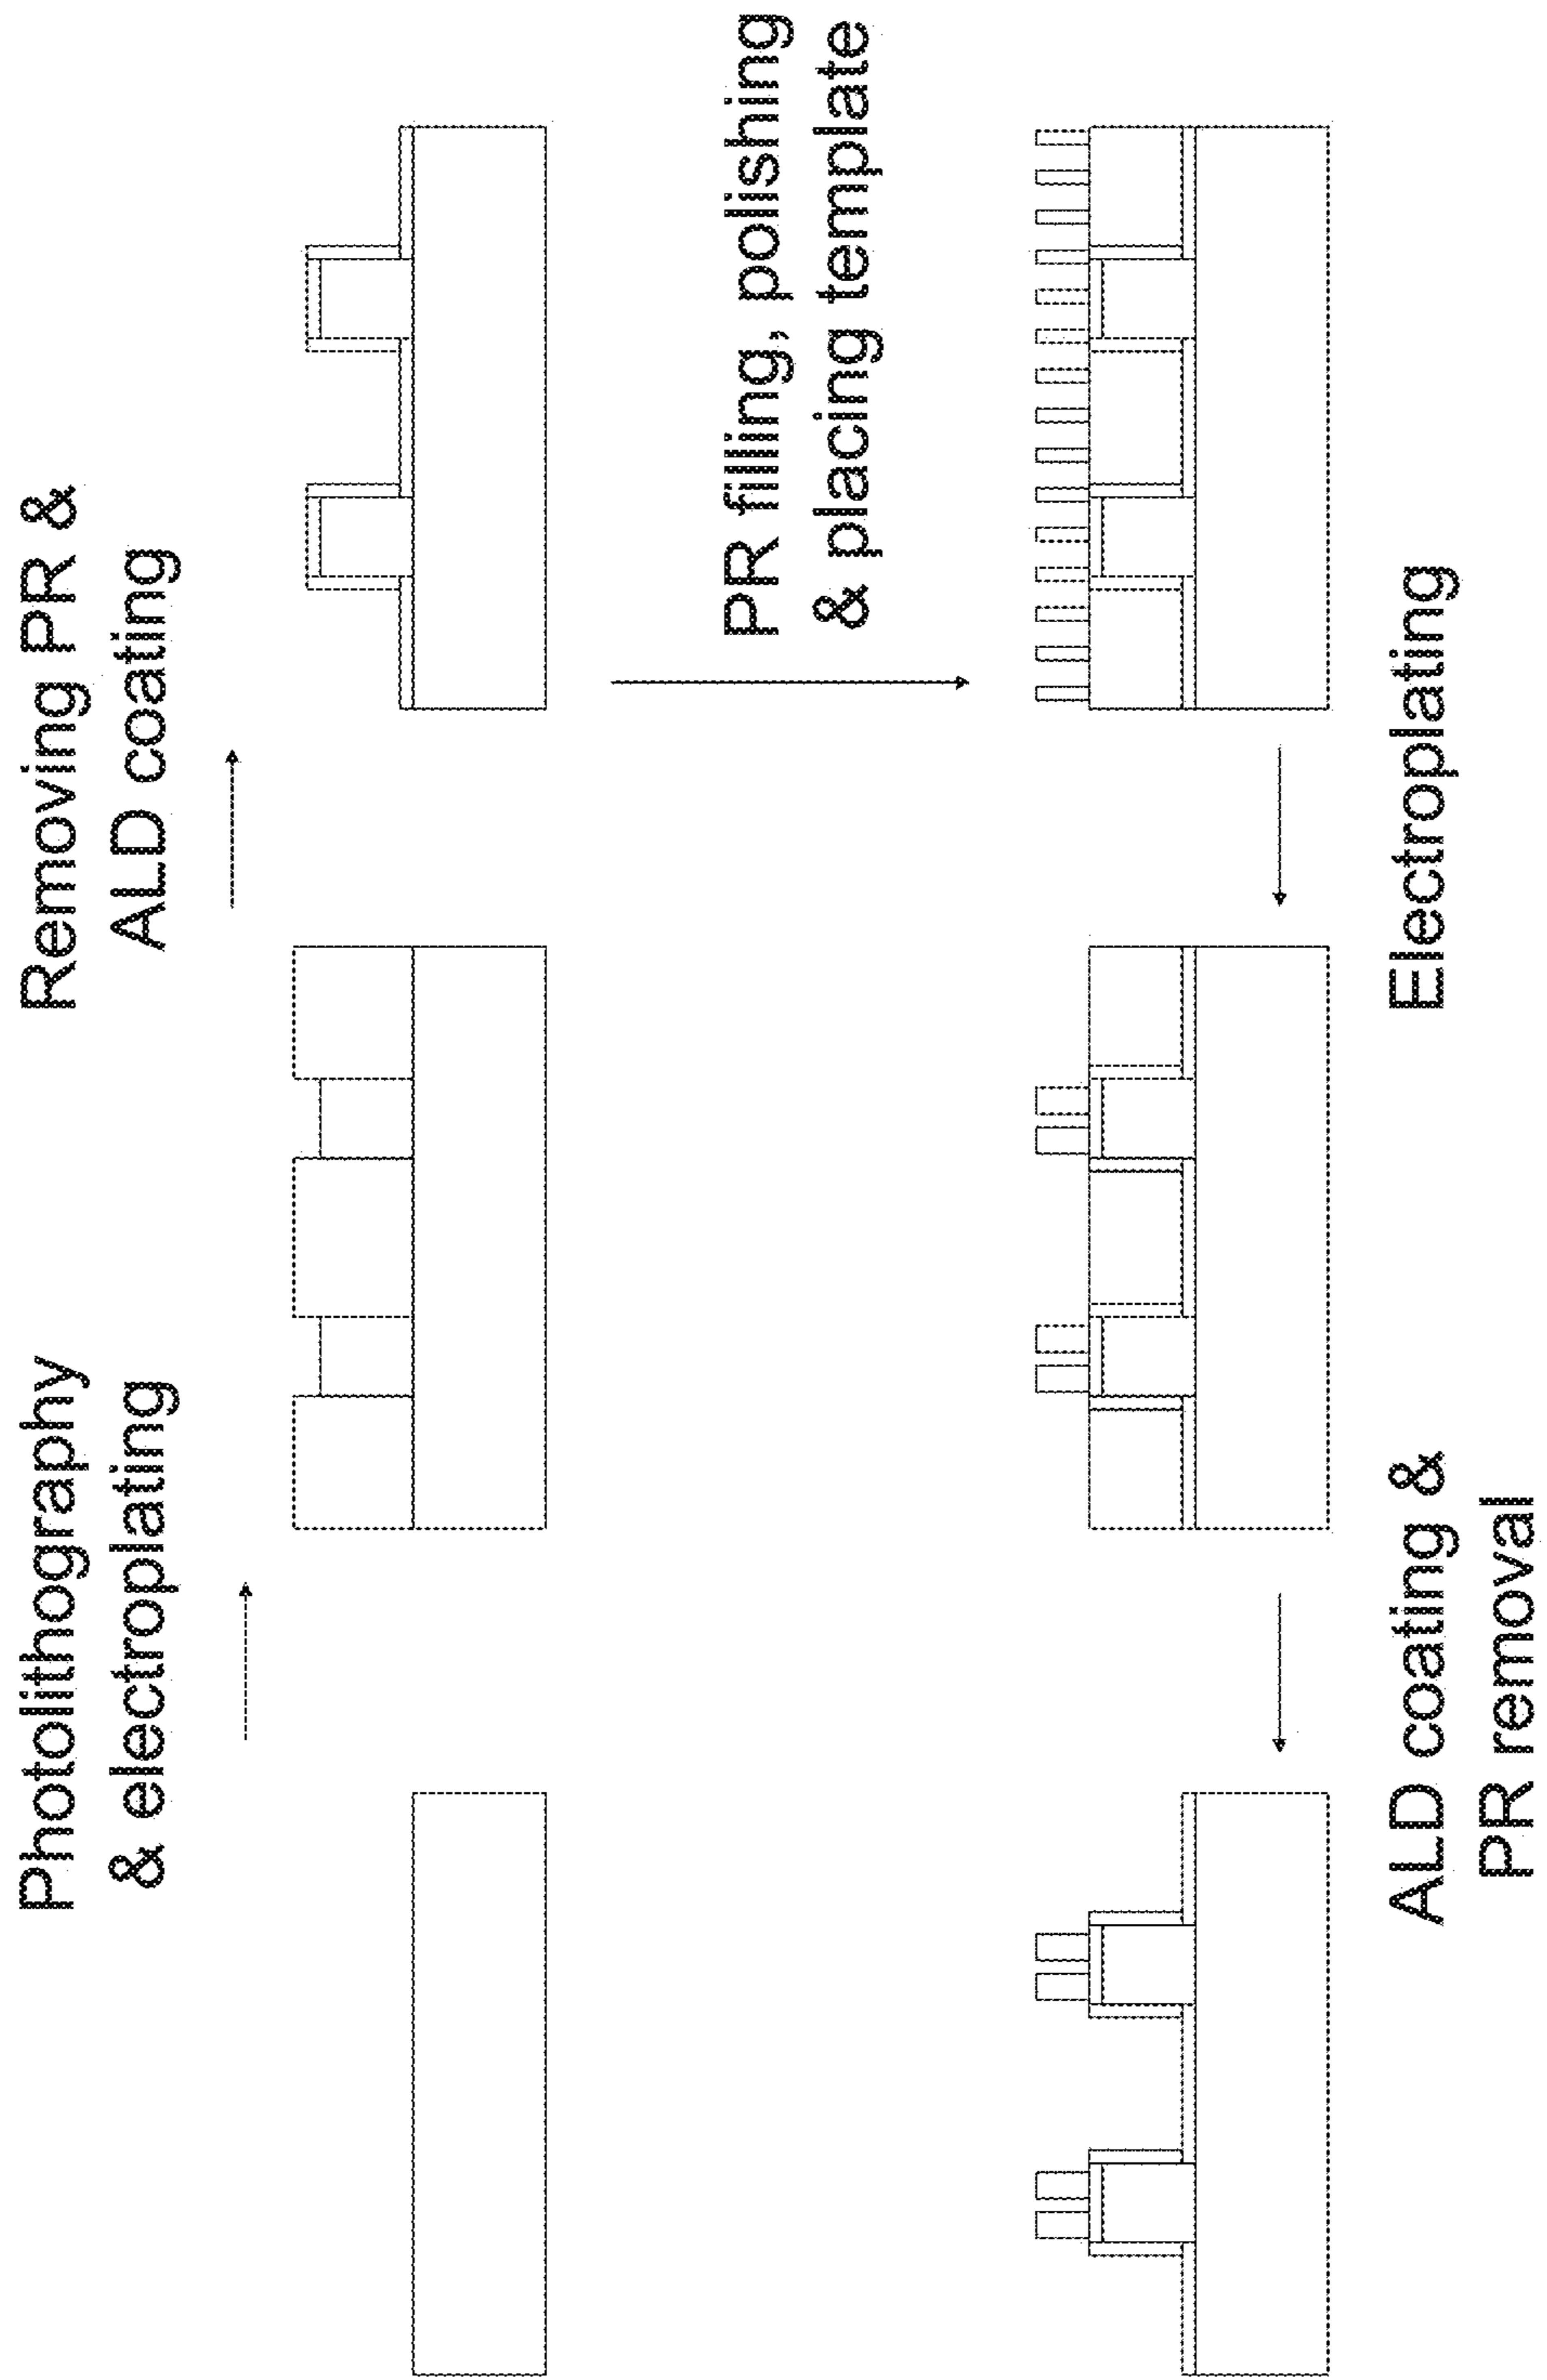 Photolithography
& electroplating
Removing PR &
ALD coating
PR filling, polishing
& placing template
Electroplating
ALD coating &
PR removal